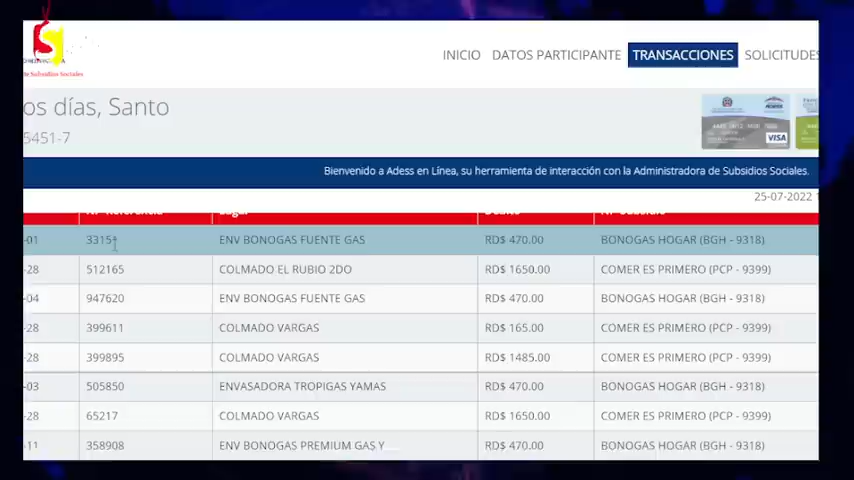 de Subsidios Sociales
INICIO DATOS PARTICIPANTE TRANSACCIONES SOLICITUDES
os días, Santo
5451-7
VISA
Bienvenido a Adess en Línea, su herramienta de interacción con la Administradora de Subsidios Sociales.
25-07-2022 1
-01 ENV BONOGAS FUENTE GAS RD$ 470.00 BONOGAS HOGAR (BGH - 9318)
-28 512165 COLMADO EL RUBIO 2DO RD$ 1650.00 COMER ES PRIMERO (PCP - 9399)
-04 947620 ENV BONOGAS FUENTE GAS RD$ 470.00 BONOGAS HOGAR (BGH - 9318)
-28 399611 COLMADO VARGAS RD$ 165.00 COMER ES PRIMERO (PCP - 9399)
-28 399895 COLMADO VARGAS RD$ 1485.00 COMER ES PRIMERO (PCP - 9399)
-03 505850 ENVASADORA TROPIGAS YAMAS RD$ 470.00 BONOGAS HOGAR (BGH - 9318)
-28 65217 COLMADO VARGAS RD$ 1650.00 COMER ES PRIMERO (PCP - 9399)
-11 358908 ENV BONOGAS PREMIUM GAS Y RD$ 470.00 BONOGAS HOGAR (BGH - 9318)